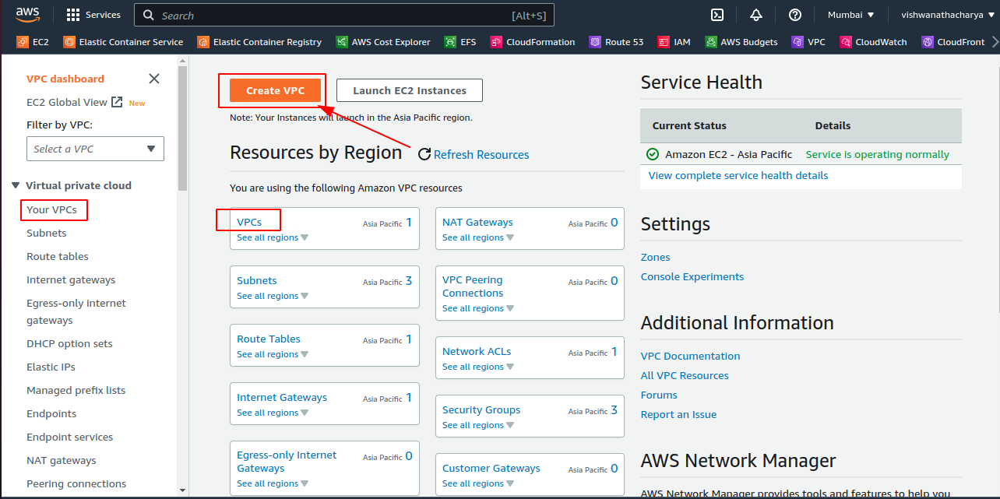 aws
Services
Search
[Alt+S]
Mumbai
vishwanathacharya
EC2
Elastic Container Service
Elastic Container Registry
AWS Cost Explorer
EFS
CloudFormation
Route 53
IAM
AWS Budgets
VPC
CloudWatch
CloudFront
VPC dashboard
EC2 Global View
New
Filter by VPC:
Select a VPC
Virtual private cloud
Your VPCs
Subnets
Route tables
Internet gateways
Egress-only internet
gateways
DHCP option sets
Elastic IPs
Managed prefix lists
Endpoints
Endpoint services
NAT gateways
Peering connections
Create VPC
Launch EC2 Instances
Note: Your Instances will launch in the Asia Pacific region.
Resources by Region
Refresh Resources
You are using the following Amazon VPC resources
VPCs
Asia Pacific 1
See all regions
NAT Gateways
Asia Pacific 0
See all regions
Subnets
Asia Pacific 3
See all regions
VPC Peering
Connections
Asia Pacific 0
See all regions
Route Tables
Asia Pacific 1
See all regions
Network ACLs
Asia Pacific 1
See all regions
Internet Gateways
Asia Pacific 1
See all regions
Security Groups
Asia Pacific 3
See all regions
Egress-only Internet
Gateways
Asia Pacific 0
See all regions
Customer Gateways
Asia Pacific 0
See all regions
Service Health
Current Status
Details
Amazon EC2 - Asia Pacific
Service is operating normally
View complete service health details
Settings
Zones
Console Experiments
Additional Information
VPC Documentation
All VPC Resources
Forums
Report an Issue
AWS Network Manager
AWS Network Manager provides tools and features to help you